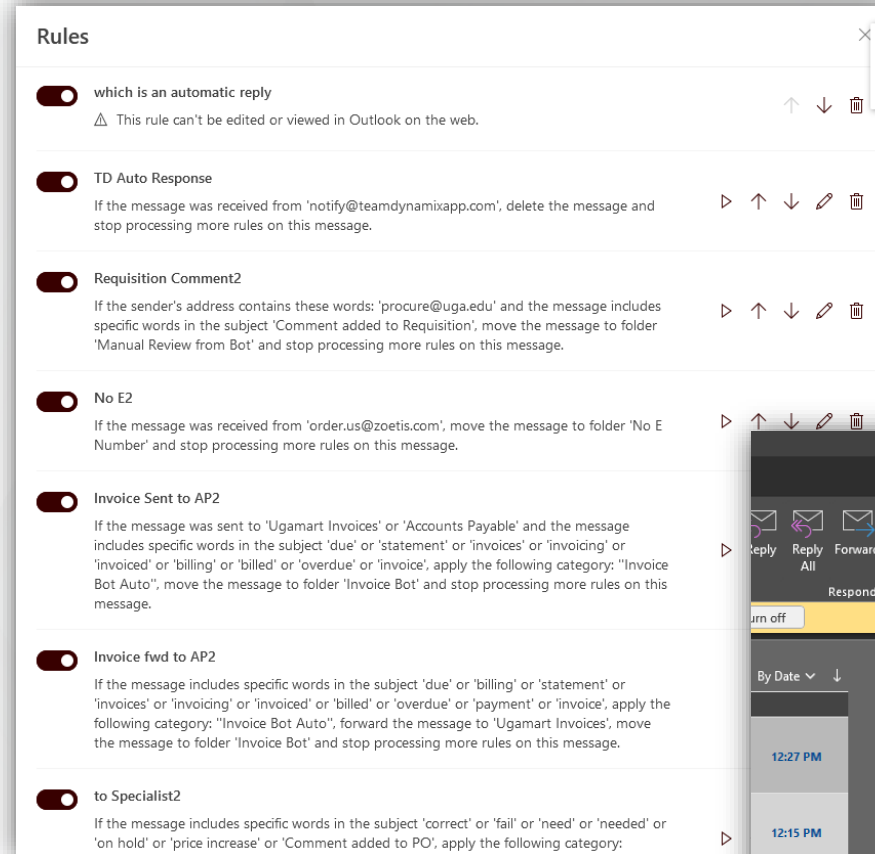 Rules
which is an automatic reply
This rule can't be edited or viewed in Outlook on the web.
TD Auto Response
If the message was received from 'notify@teamdynamixapp.com', delete the message and
stop processing more rules on this message.
Requisition Comment2
If the sender's address contains these words: 'procure@uga.edu' and the message includes
specific words in the subject 'Comment added to Requisition', move the message to folder
'Manual Review from Bot' and stop processing more rules on this message.
No E2
If the message was received from 'order.us@zoetis.com', move the message to folder 'No E
Number' and stop processing more rules on this message.
Invoice Sent to AP2
If the message was sent to 'Ugamart Invoices' or 'Accounts Payable' and the message
includes specific words in the subject 'due' or 'statement' or 'invoices' or 'invoicing' or
'invoiced' or 'billing' or 'billed' or 'overdue' or 'invoice', apply the following category: "Invoice
Bot Auto", move the message to folder 'Invoice Bot' and stop processing more rules on this
message.
Invoice fwd to AP2
If the message includes specific words in the subject 'due' or 'billing' or 'statement' or
'invoices' or 'invoicing' or 'invoiced' or 'billed' or 'overdue' or 'payment' or 'invoice', apply the
following category: "Invoice Bot Auto", forward the message to 'Ugamart Invoices', move
the message to folder 'Invoice Bot' and stop processing more rules on this message.
to Specialist2
If the message includes specific words in the subject 'correct' or 'fail' or 'need' or 'needed' or
'on hold' or 'price increase' or 'Comment added to PO', apply the following category:
Reply Reply Forward
All
Respond
urn off
By Date
12:27 PM
12:15 PM